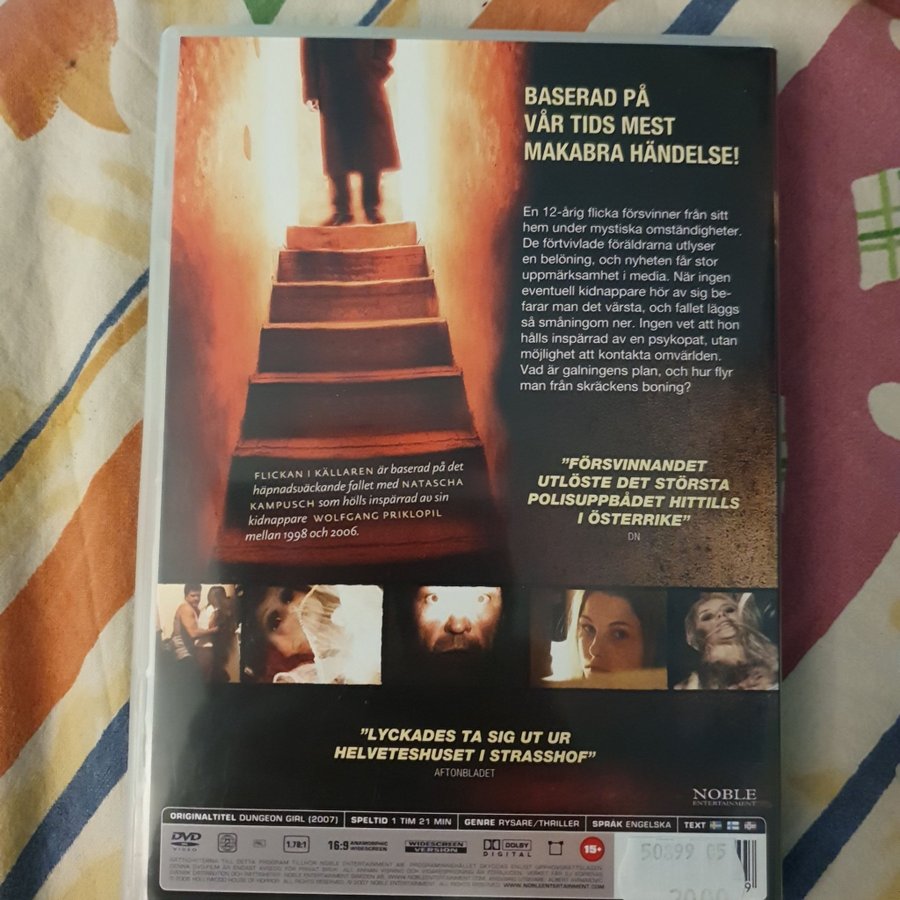 BASERAD PÅ
VÅR TIDS MEST
MAKABRA HÄNDELSE!
En 12-årig flicka försvinner från sitt
hem under mystiska omständigheter.
De förtvivlade föräldrarna utlyser
en belöning, och nyheten får stor
uppmärksamhet i media. När ingen
eventuell kidnappare hör av sig be-
farar man det värsta, och fallet läggs
så småningom ner. Ingen vet att hon
hålls inspärrad av en psykopat, utan
möjlighet att kontakta omvärlden.
Vad är galningens plan, och hur flyr
man från skräckens boning?
FLICKAN I KÄLLAREN är baserad på det
häpnadsväckande fallet med NATASCHA
KAMPUSCH som hölls inspärrad av sin
kidnappare WOLFGANG PRIKLOPIL
mellan 1998 och 2006.
"FÖRSVINNANDET
UTLÖSTE DET STÖRSTA
POLISUPPBÅDET HITTILLS
I ÖSTERRIKE"
DN
"LYCKADES TA SIG UT UR
HELVETESHUSET I STRASSHOF"
AFTONBLADET
NOBLE
ENTERTAINMENT
ORIGINALTITEL DUNGEON GIRL (2007) SPELTID 1 TIM 21 MIN GENRE RYSARE/THRILLER SPRÅK ENGELSKA TEXT
DVD VIDEO 1.78:1 16:9 ANAMORPHIC WIDESCREEN WIDESCREEN VERSION DOLBY DIGITAL 15+
50899 05
WWW.NOBLEENTERTAINMENT.COM